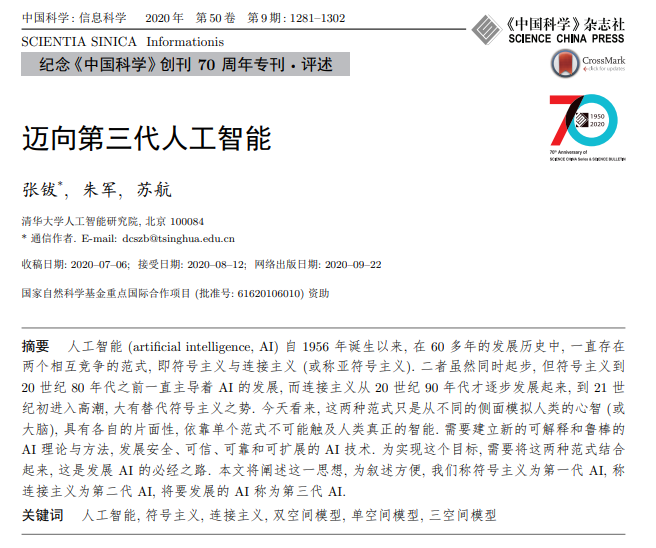 中国科学: 信息科学 2020 年 第 50 卷 第 9 期: 1281–1302
SCIENTIA SINICA Informationis
纪念《中国科学》创刊 70 周年专刊・评述
《中国科学》杂志社
SCIENCE CHINA PRESS
CrossMark
click for updates
70
1950
2020
70th Anniversary of
SCIENCE CHINA Series & SCIENCE BULLETIN
迈向第三代人工智能
张钹*, 朱军, 苏航
清华大学人工智能研究院, 北京 100084
* 通信作者. E-mail: dcszb@tsinghua.edu.cn
收稿日期: 2020–07–06; 接受日期: 2020–08–12; 网络出版日期: 2020–09–22
国家自然科学基金重点国际合作项目 (批准号: 61620106010) 资助
摘要 人工智能 (artificial intelligence, AI) 自 1956 年诞生以来, 在 60 多年的发展历史中, 一直存在
两个相互竞争的范式, 即符号主义与连接主义 (或称亚符号主义). 二者虽然同时起步, 但符号主义到
20 世纪 80 年代之前一直主导着 AI 的发展, 而连接主义从 20 世纪 90 年代才逐步发展起来, 到 21 世
纪初进入高潮, 大有替代符号主义之势. 今天看来, 这两种范式只是从不同的侧面模拟人类的心智 (或
大脑), 具有各自的片面性, 依靠单个范式不可能触及人类真正的智能. 需要建立新的可解释和鲁棒的
AI 理论与方法, 发展安全、可信、可靠和可扩展的 AI 技术. 为实现这个目标, 需要将这两种范式结合
起来, 这是发展 AI 的必经之路. 本文将阐述这一思想, 为叙述方便, 我们称符号主义为第一代 AI, 称
连接主义为第二代 AI, 将要发展的 AI 称为第三代 AI.
关键词 人工智能, 符号主义, 连接主义, 双空间模型, 单空间模型, 三空间模型